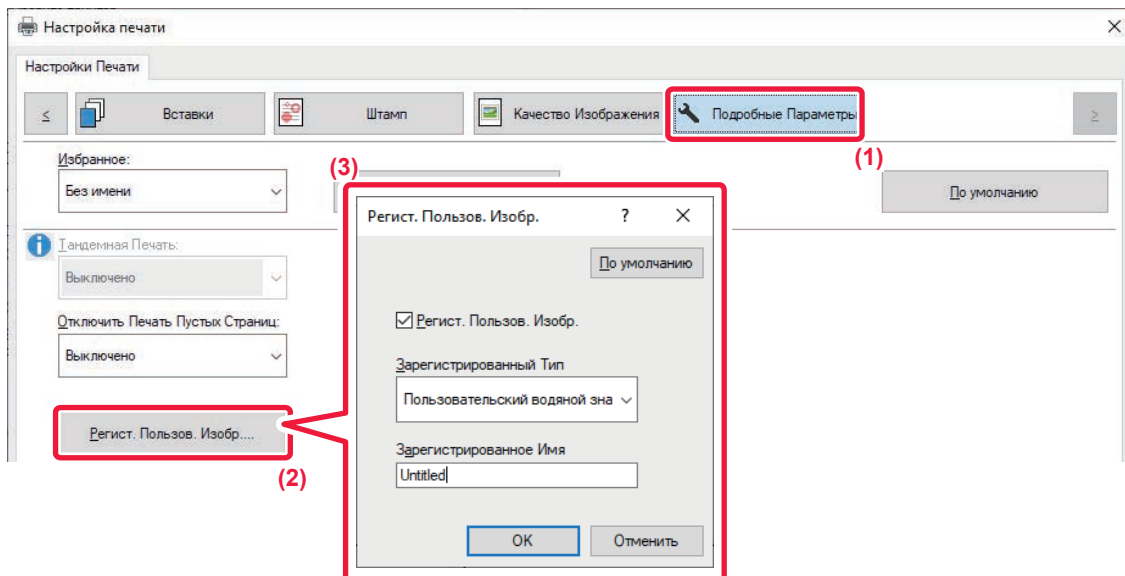 Настройка печати
Настройки Печати
≤ Вставки Штамп Качество Изображения Подробные Параметры ≥
(1)
Избранное:
Без имени
По умолчанию
Тандемная Печать:
Выключено
Отключить Печать Пустых Страниц:
Выключено
Регист. Пользов. Изобр....
(2)
(3)
Регист. Пользов. Изобр. ?
По умолчанию
Регист. Пользов. Изобр.
Зарегистрированный Тип
Пользовательский водяной зна
Зарегистрированное Имя
Untitled
OK Отменить